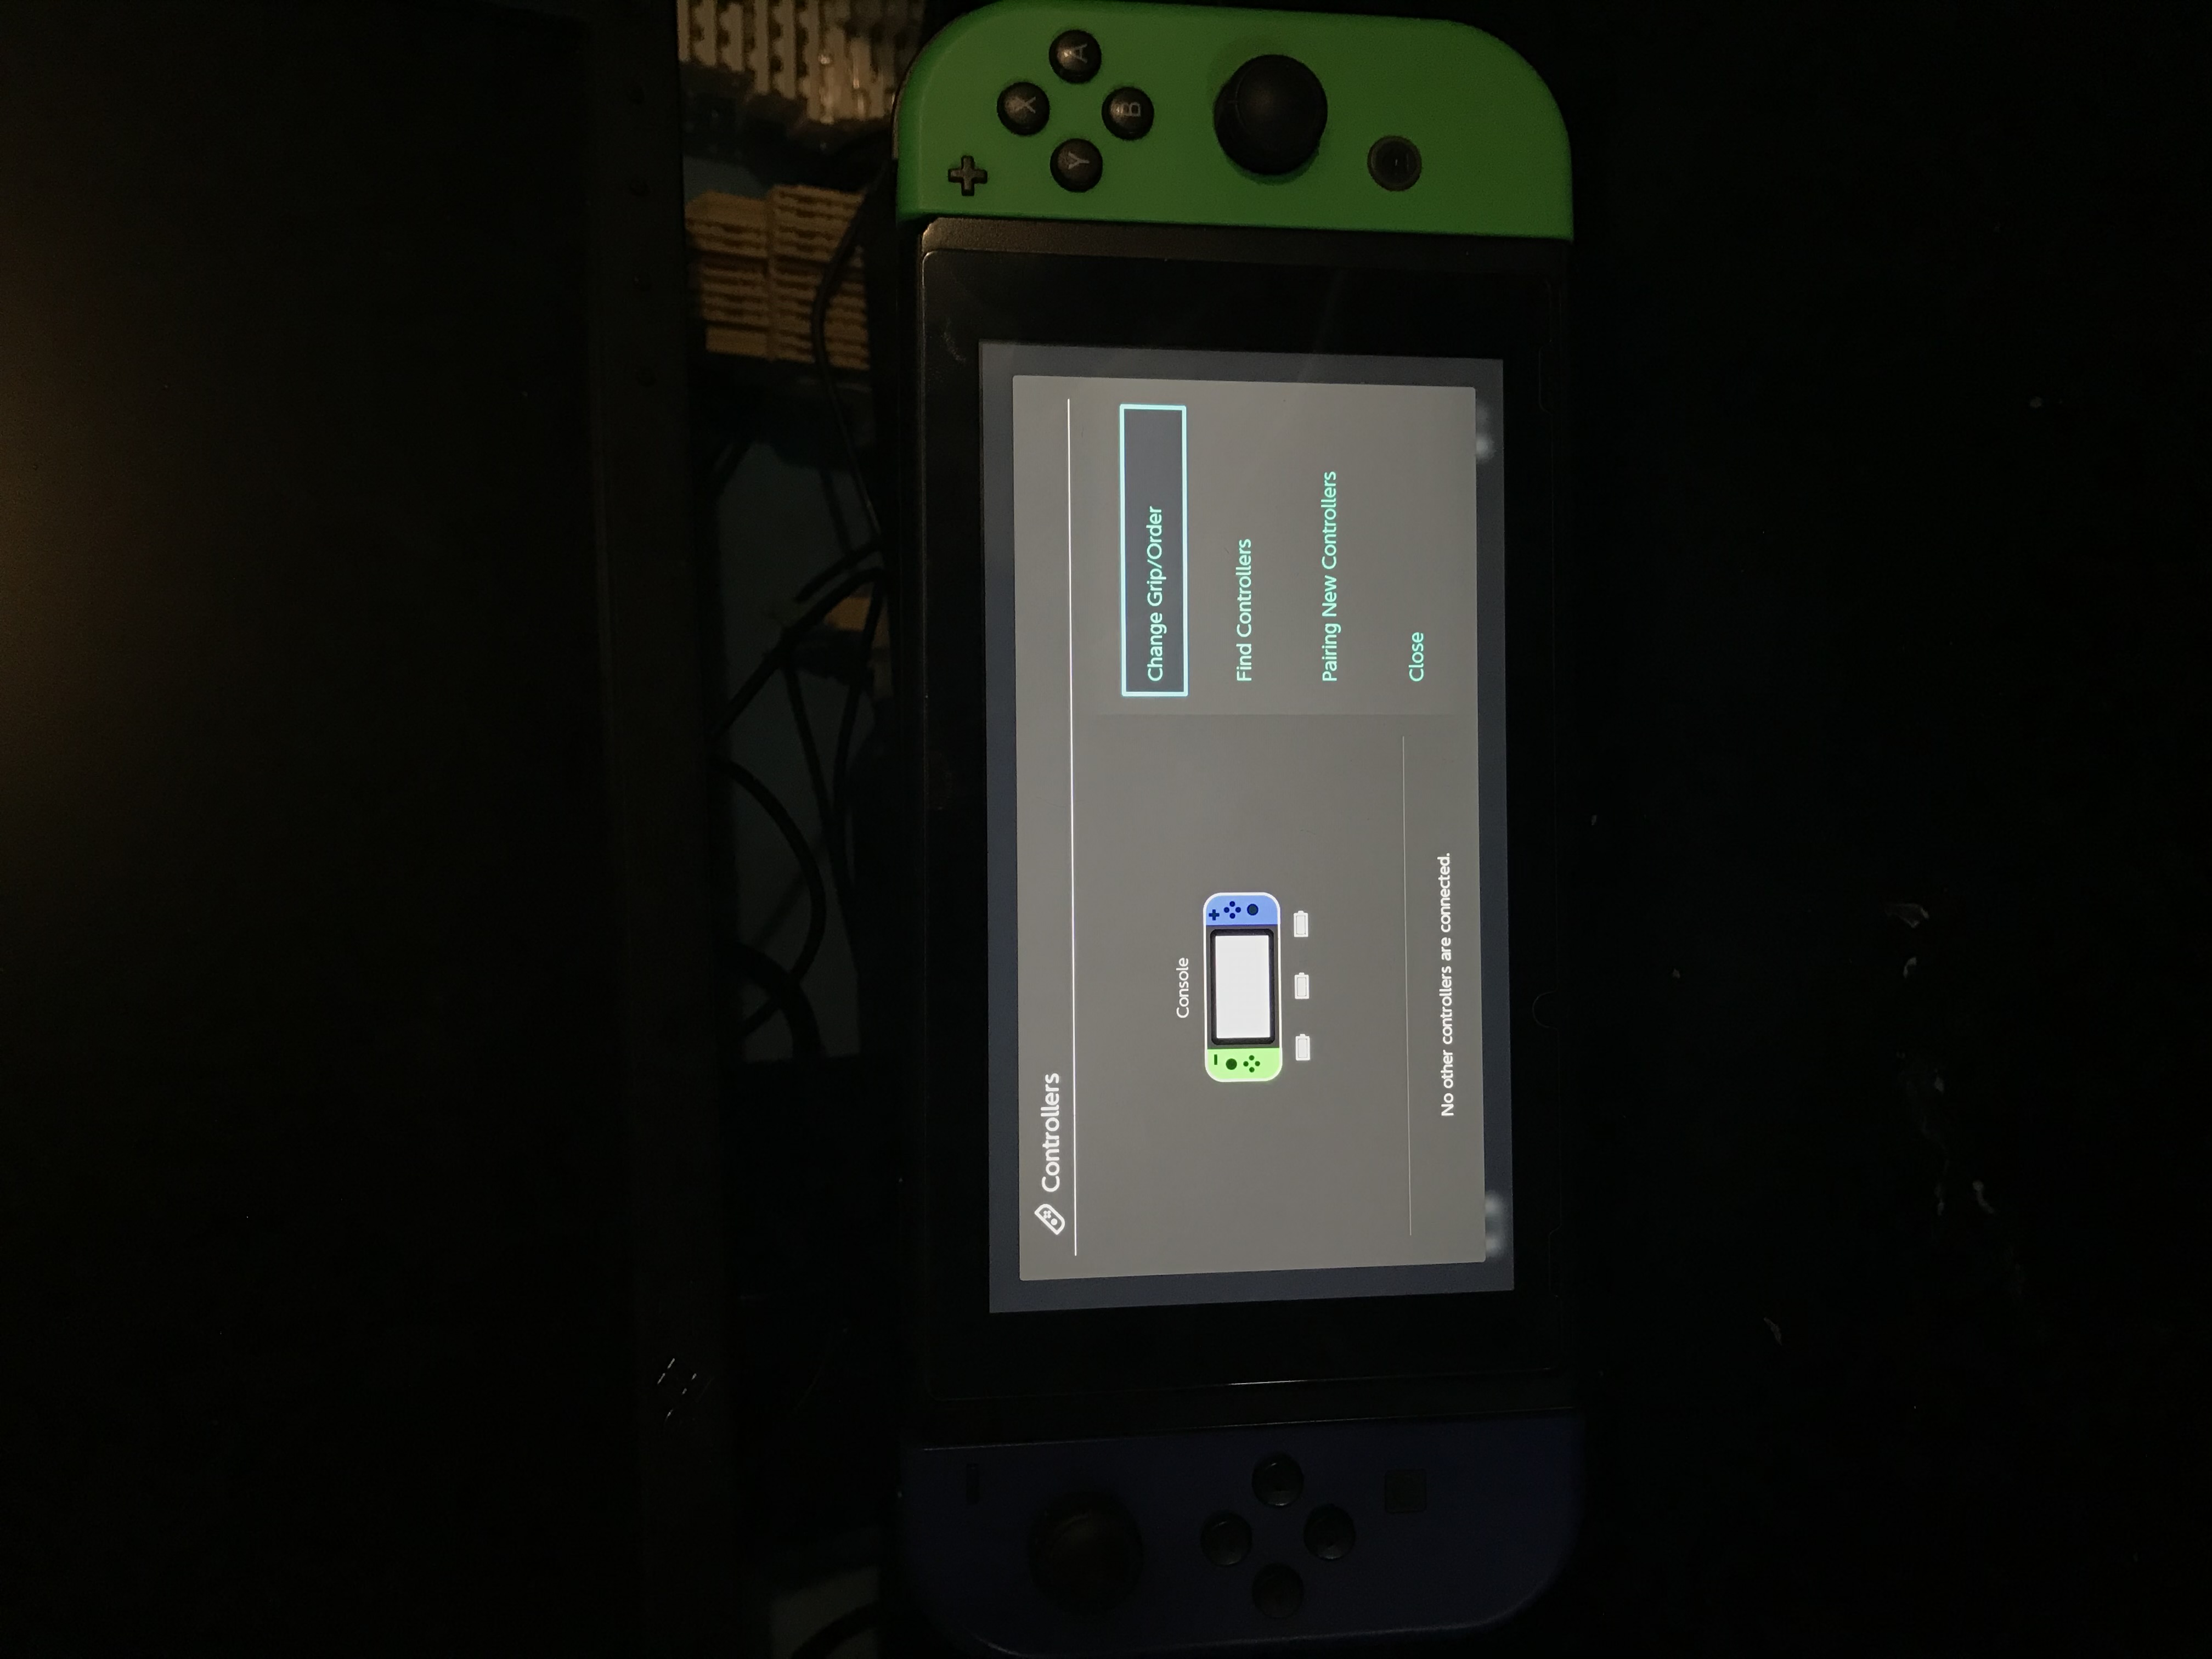 Controllers
Console
No other controllers are connected.
Change Grip/Order
Find Controllers
Pairing New Controllers
Close
X
Y
A
B